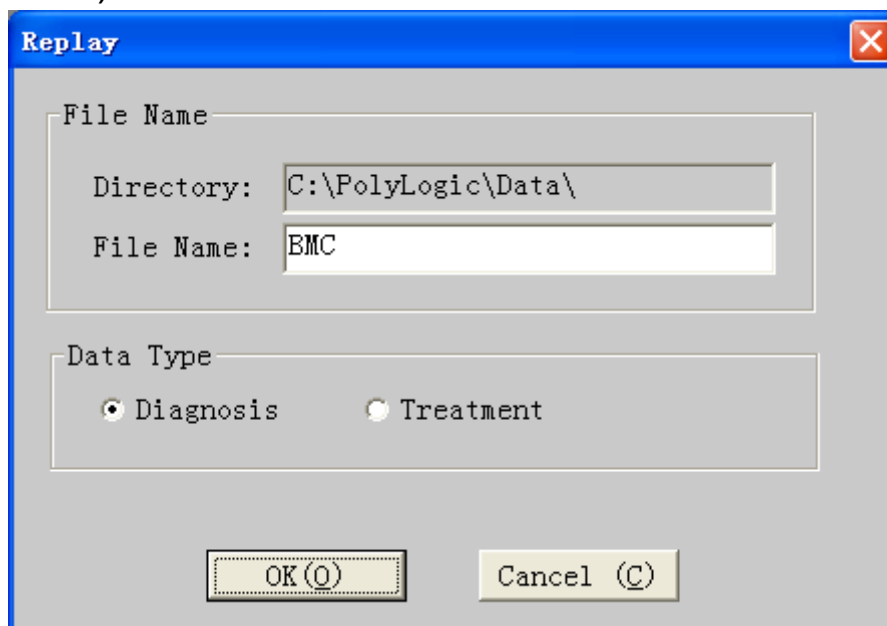 Replay
File Name
Directory: C:\PolyLogic\Data\
File Name: BMC
Data Type
Diagnosis Treatment
OK(O) Cancel (C)